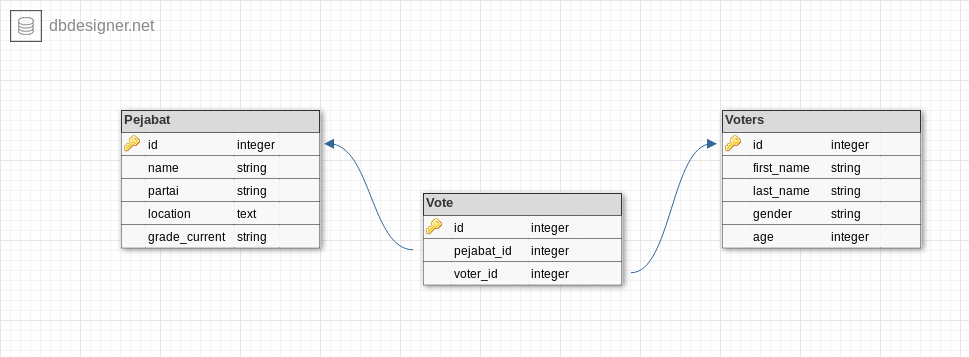 dbdesigner.net
Pejabat
id integer
name string
partai string
location text
grade_current string
Vote
id integer
pejabat_id integer
voter_id integer
Voters
id integer
first_name string
last_name string
gender string
age integer